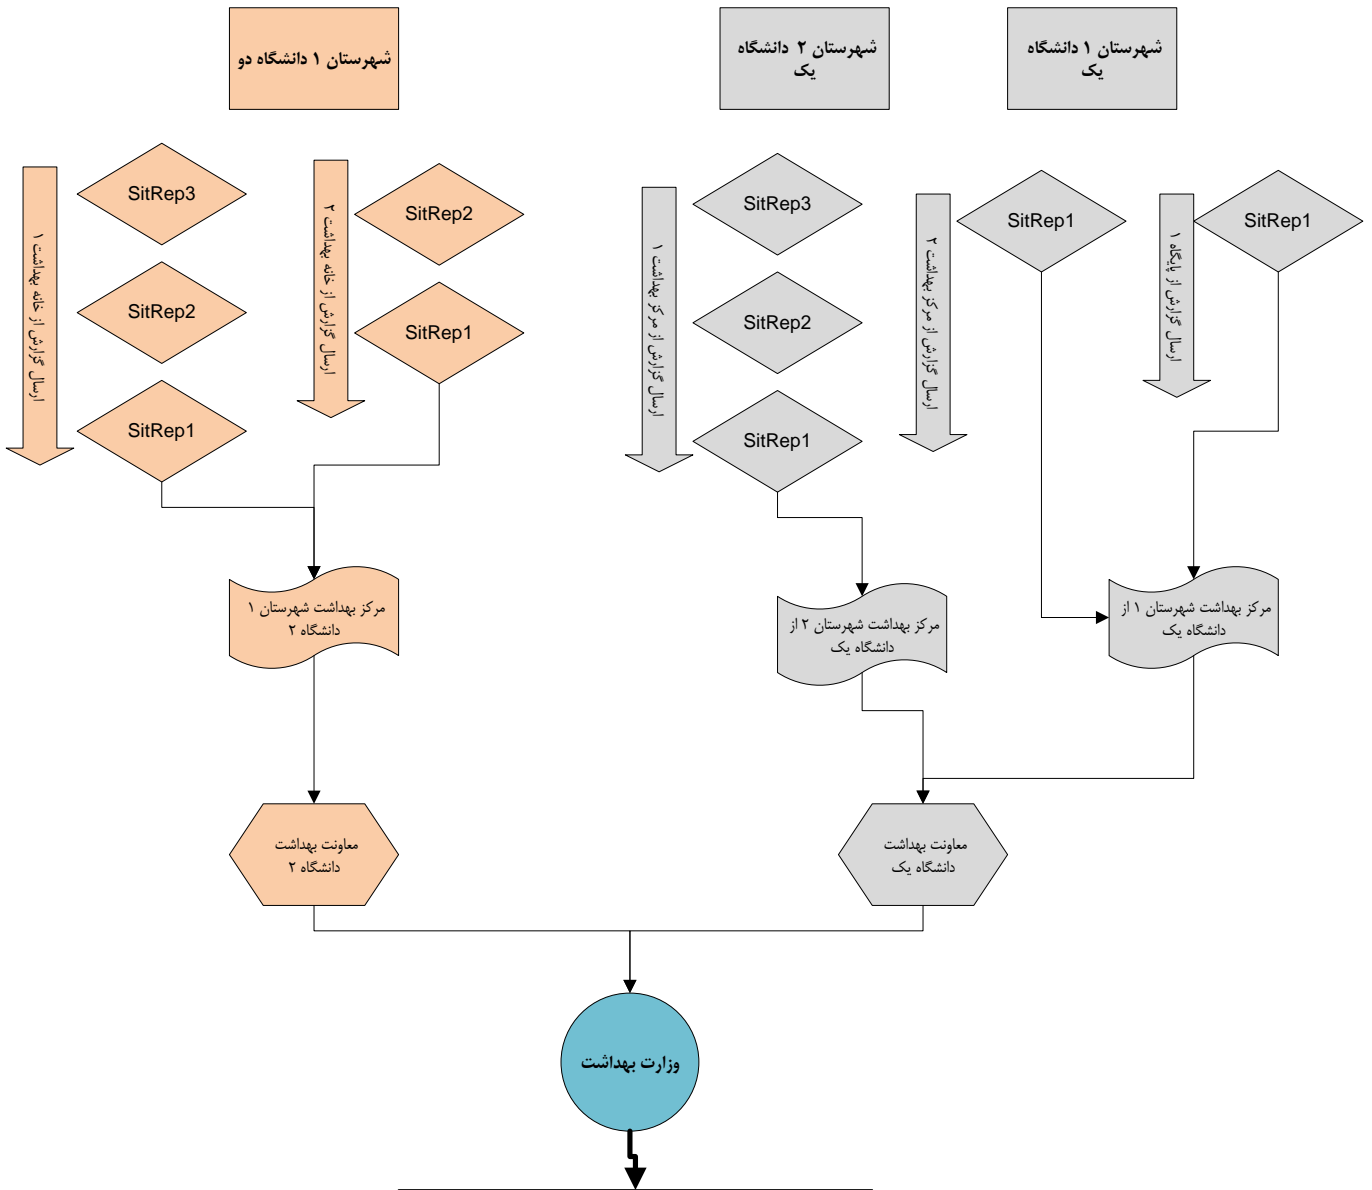 شهرستان ۱ دانشگاه
یک
شهرستان ۲ دانشگاه
یک
شهرستان ۱ دانشگاه دو
SitRep1
ارسال گزارش از پایگاه ۱
SitRep1
ارسال گزارش از مرکز بهداشت ۲
SitRep3
SitRep2
SitRep1
ارسال گزارش از مرکز بهداشت ۱
SitRep2
SitRep1
ارسال گزارش از خانه بهداشت ۲
SitRep3
SitRep2
SitRep1
ارسال گزارش از خانه بهداشت ۱
مرکز بهداشت شهرستان ۱ از
دانشگاه یک
مرکز بهداشت شهرستان ۲ از
دانشگاه یک
مرکز بهداشت شهرستان ۱
دانشگاه ۲
معاونت بهداشت
دانشگاه یک
معاونت بهداشت
دانشگاه ۲
وزارت بهداشت